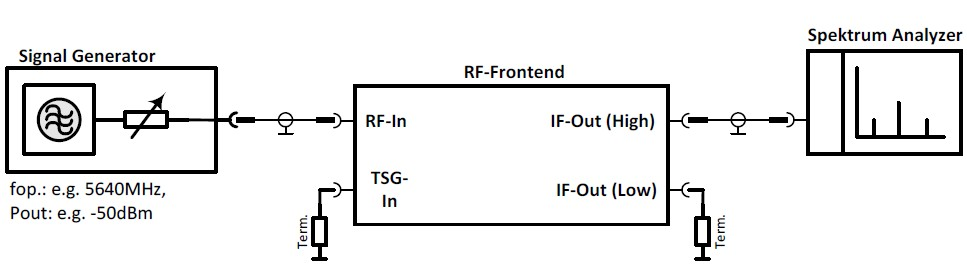 Spektrum Analyzer
Signal Generator
RF-Frontend
RF-In
IF-Out (High)
TSG-
In
IF-Out (Low)
fop.: e.g. 5640MHz,
Pout: e.g. -50dBm
Term.
Term.